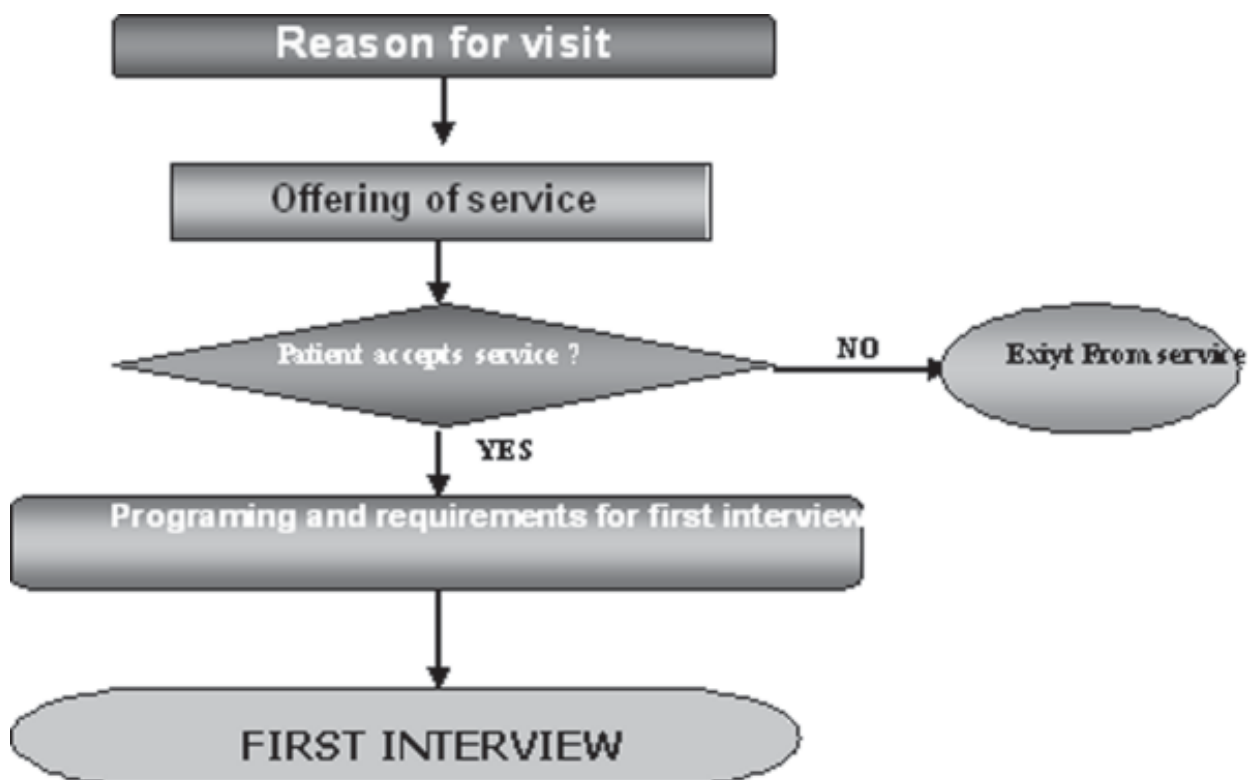 Reason for visit
Offering of service
Patient accepts service ?
NO
Exiyt From service
YES
Programing and requirements for first interview
FIRST INTERVIEW